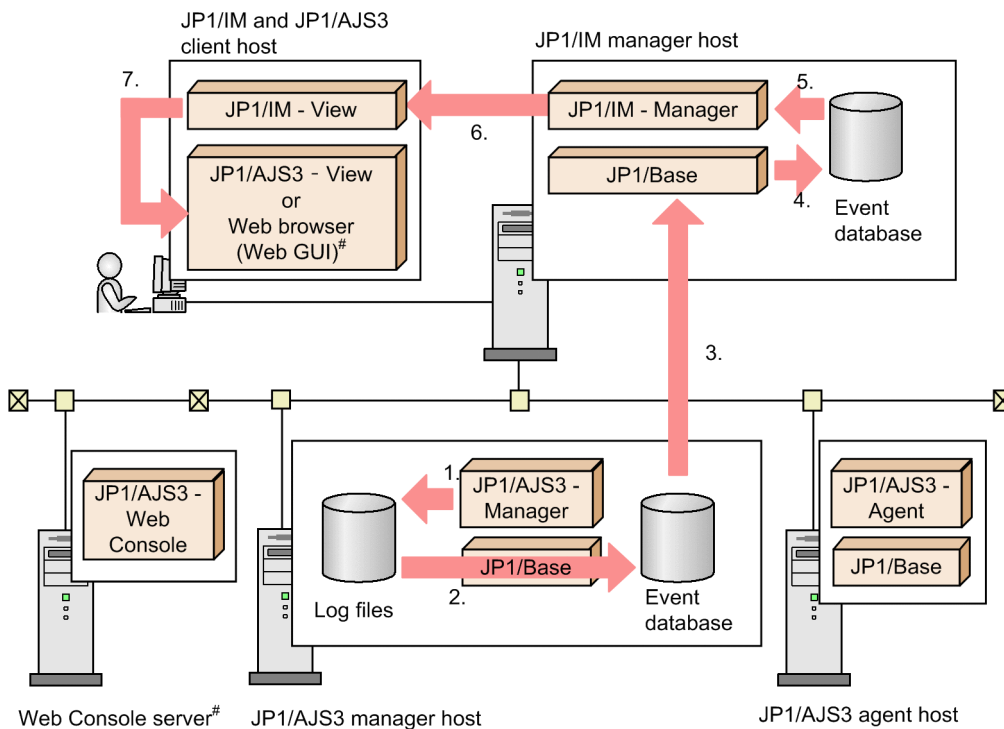 JP1/IM and JP1/AJS3
client host
JP1/IM manager host
7.
JP1/IM - View
6.
JP1/IM - Manager
5.
JP1/AJS3 - View
or
Web browser
(Web GUI)#
JP1/Base
4.
Event
database
3.
JP1/AJS3 -
Web
Console
1.
JP1/AJS3 -
Manager
JP1/Base
2.
Log files
Event
database
JP1/AJS3 -
Agent
JP1/Base
Web Console server#
JP1/AJS3 manager host
JP1/AJS3 agent host